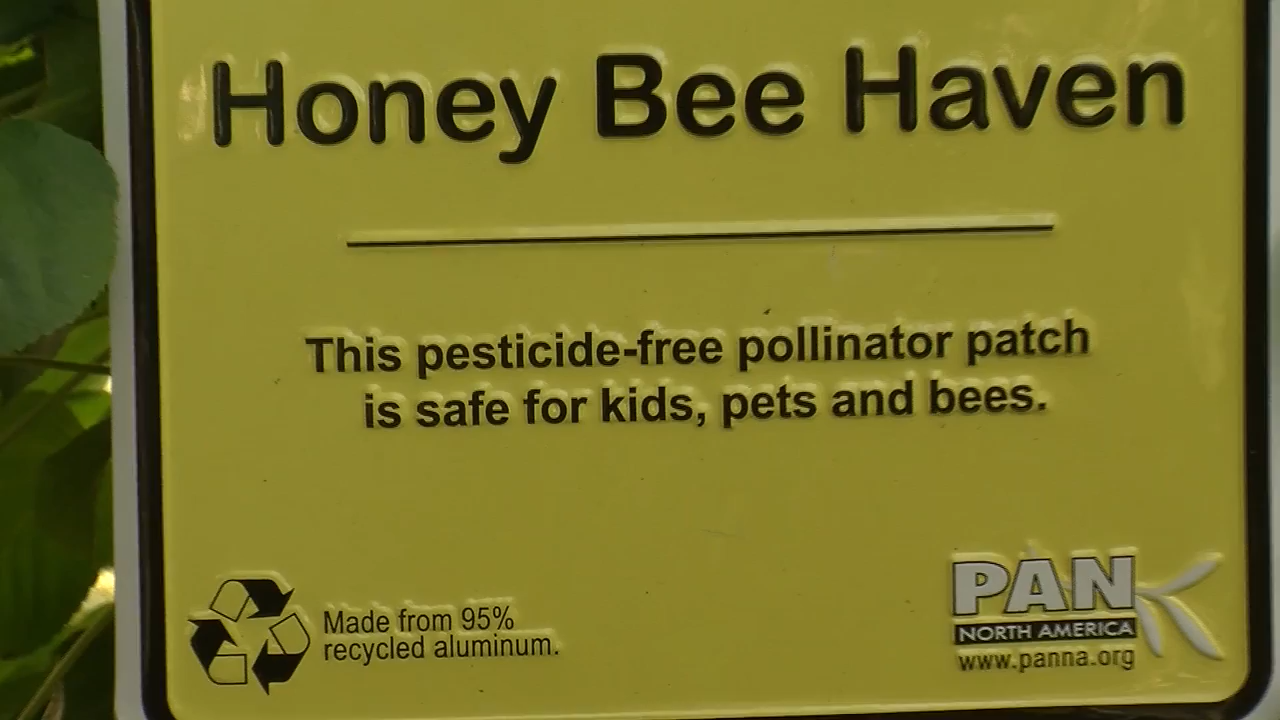 Honey Bee Haven
This pesticide-free pollinator patch
is safe for kids, pets and bees.
Made from 95%
recycled aluminum.
PAN
NORTH AMERICA
www.panna.org